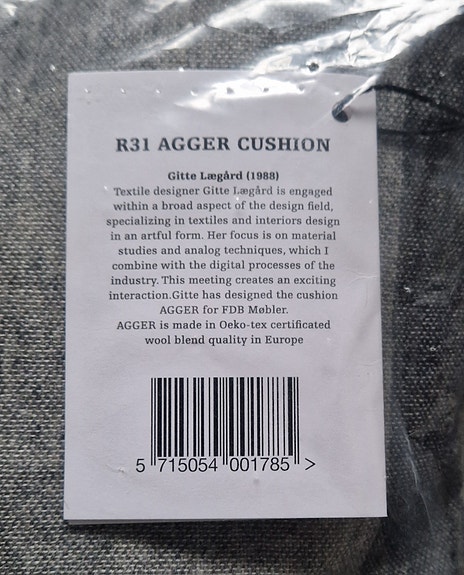 R31 AGGER CUSHION
Gitte Lægård (1988)
Textile designer Gitte Lægård is engaged
within a broad aspect of the design field,
specializing in textiles and interiors design
in an artful form. Her focus is on material
studies and analog techniques, which I
combine with the digital processes of the
industry. This meeting creates an exciting
interaction.Gitte has designed the cushion
AGGER for FDB Møbler.
AGGER is made in Oeko-tex certificated
wool blend quality in Europe
5 715054 001785 >